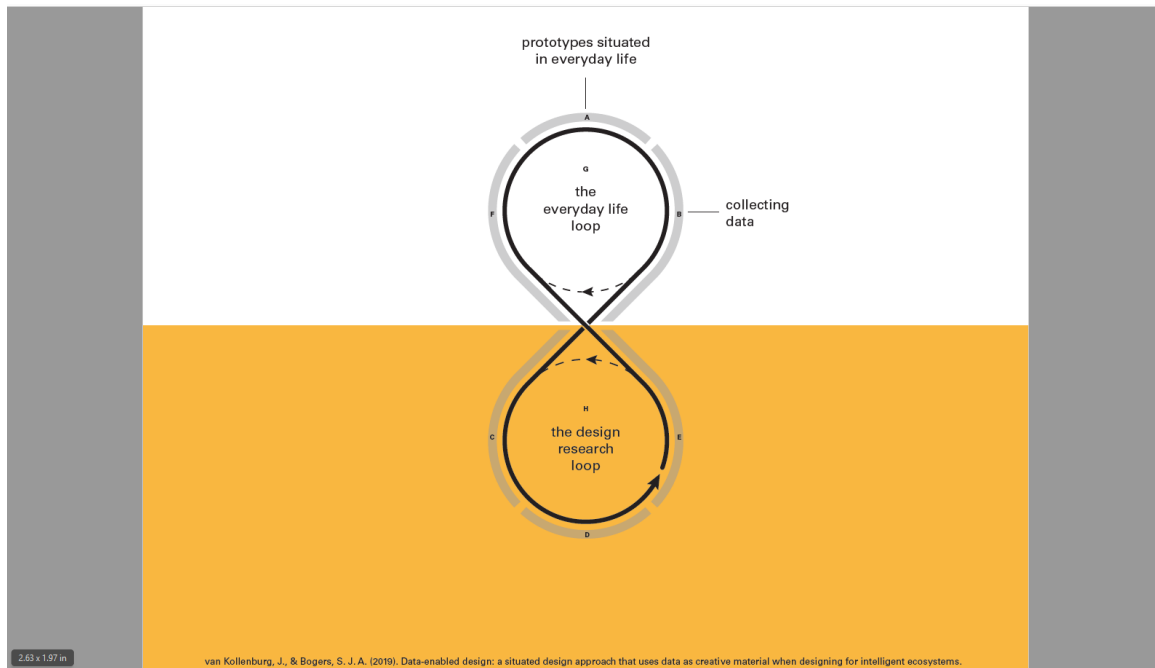 prototypes situated
in everyday life
A
G
the
everyday life
loop
F
B
collecting
data
H
the design
research
loop
C
E
D
van Kollenburg, J., & Bogers, S. J. A. (2019). Data-enabled design: a situated design approach that uses data as creative material when designing for intelligent ecosystems.
2.63 x 1.97 in